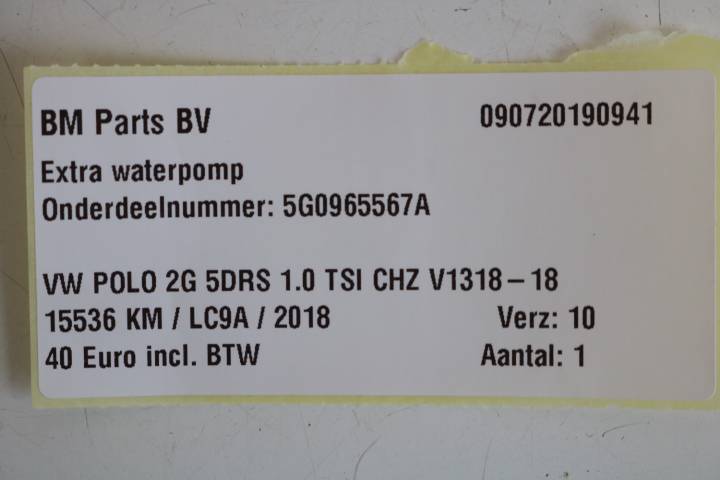 BM Parts BV 090720190941
Extra waterpomp
Onderdeelnummer: 5G0965567A
VW POLO 2G 5DRS 1.0 TSI CHZ V1318-18
15536 KM / LC9A / 2018 Verz: 10
40 Euro incl. BTW Aantal: 1